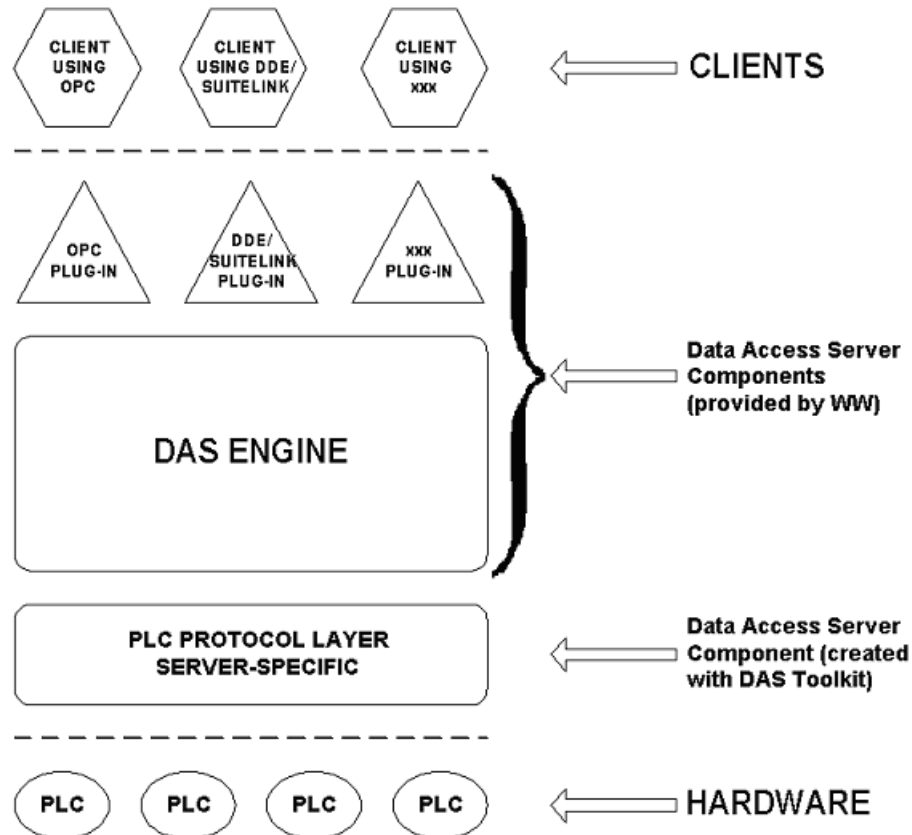 CLIENT
USING
OPC
CLIENT
USING DDE/
SUITELINK
CLIENT
USING
xxx
CLIENTS
OPC
PLUG-IN
DDE/
SUITELINK
PLUG-IN
xxx
PLUG-IN
Data Access Server
Components
(provided by WW)
DAS ENGINE
PLC PROTOCOL LAYER
SERVER-SPECIFIC
Data Access Server
Component (created
with DAS Toolkit)
PLC
PLC
PLC
PLC
HARDWARE